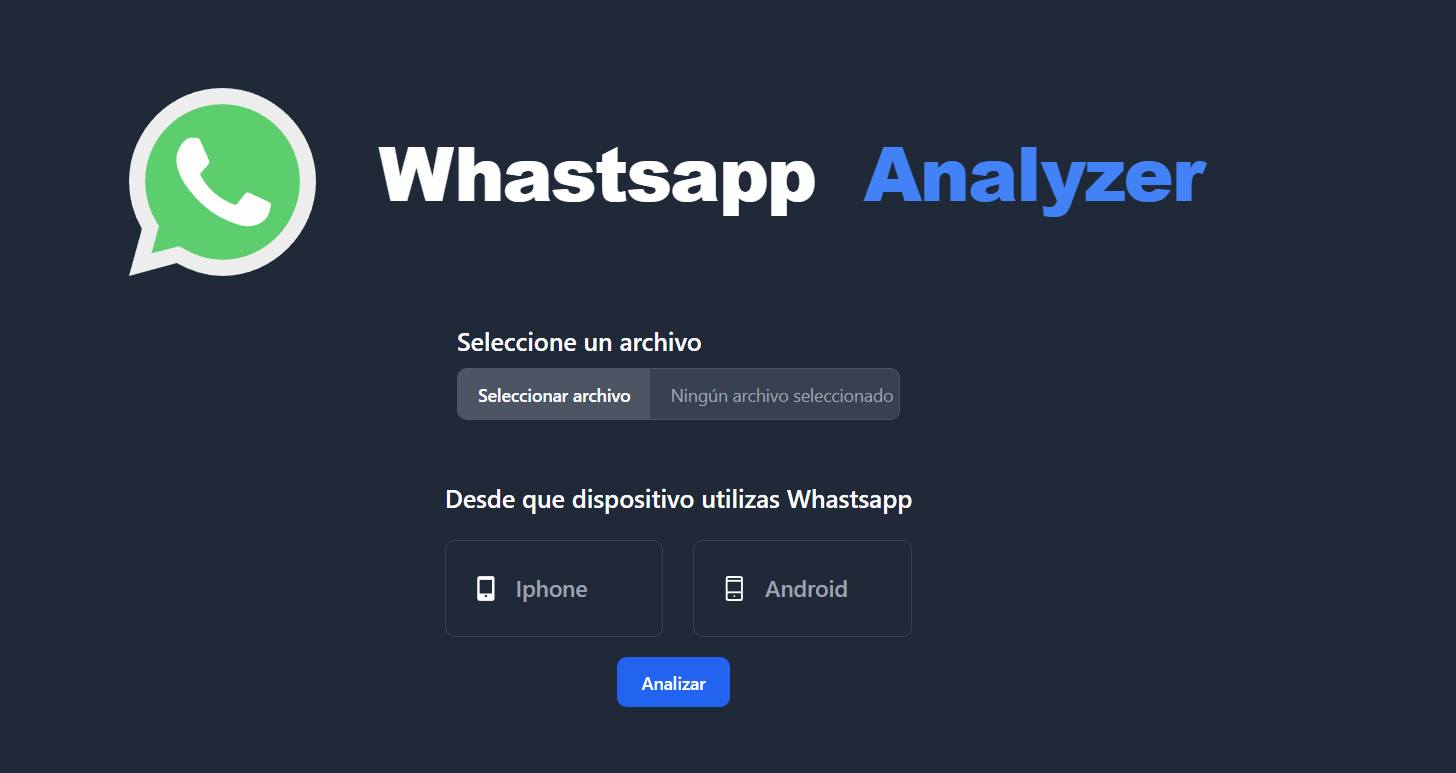 Whastsapp Analyzer
Seleccione un archivo
Seleccionar archivo Ningún archivo seleccionado
Desde que dispositivo utilizas Whastsapp
Iphone Android
Analizar